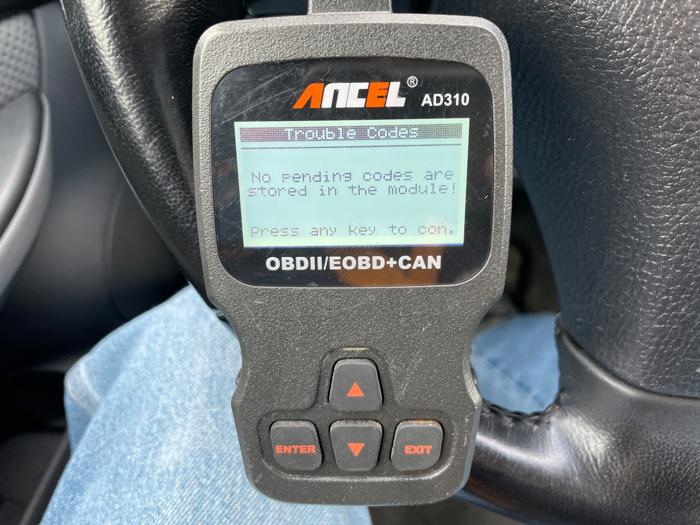 ANCEL® AD310
Trouble Codes
No pending codes are
stored in the module!
Press any key to con.
OBDII/EOBD+CAN
ENTER
EXIT